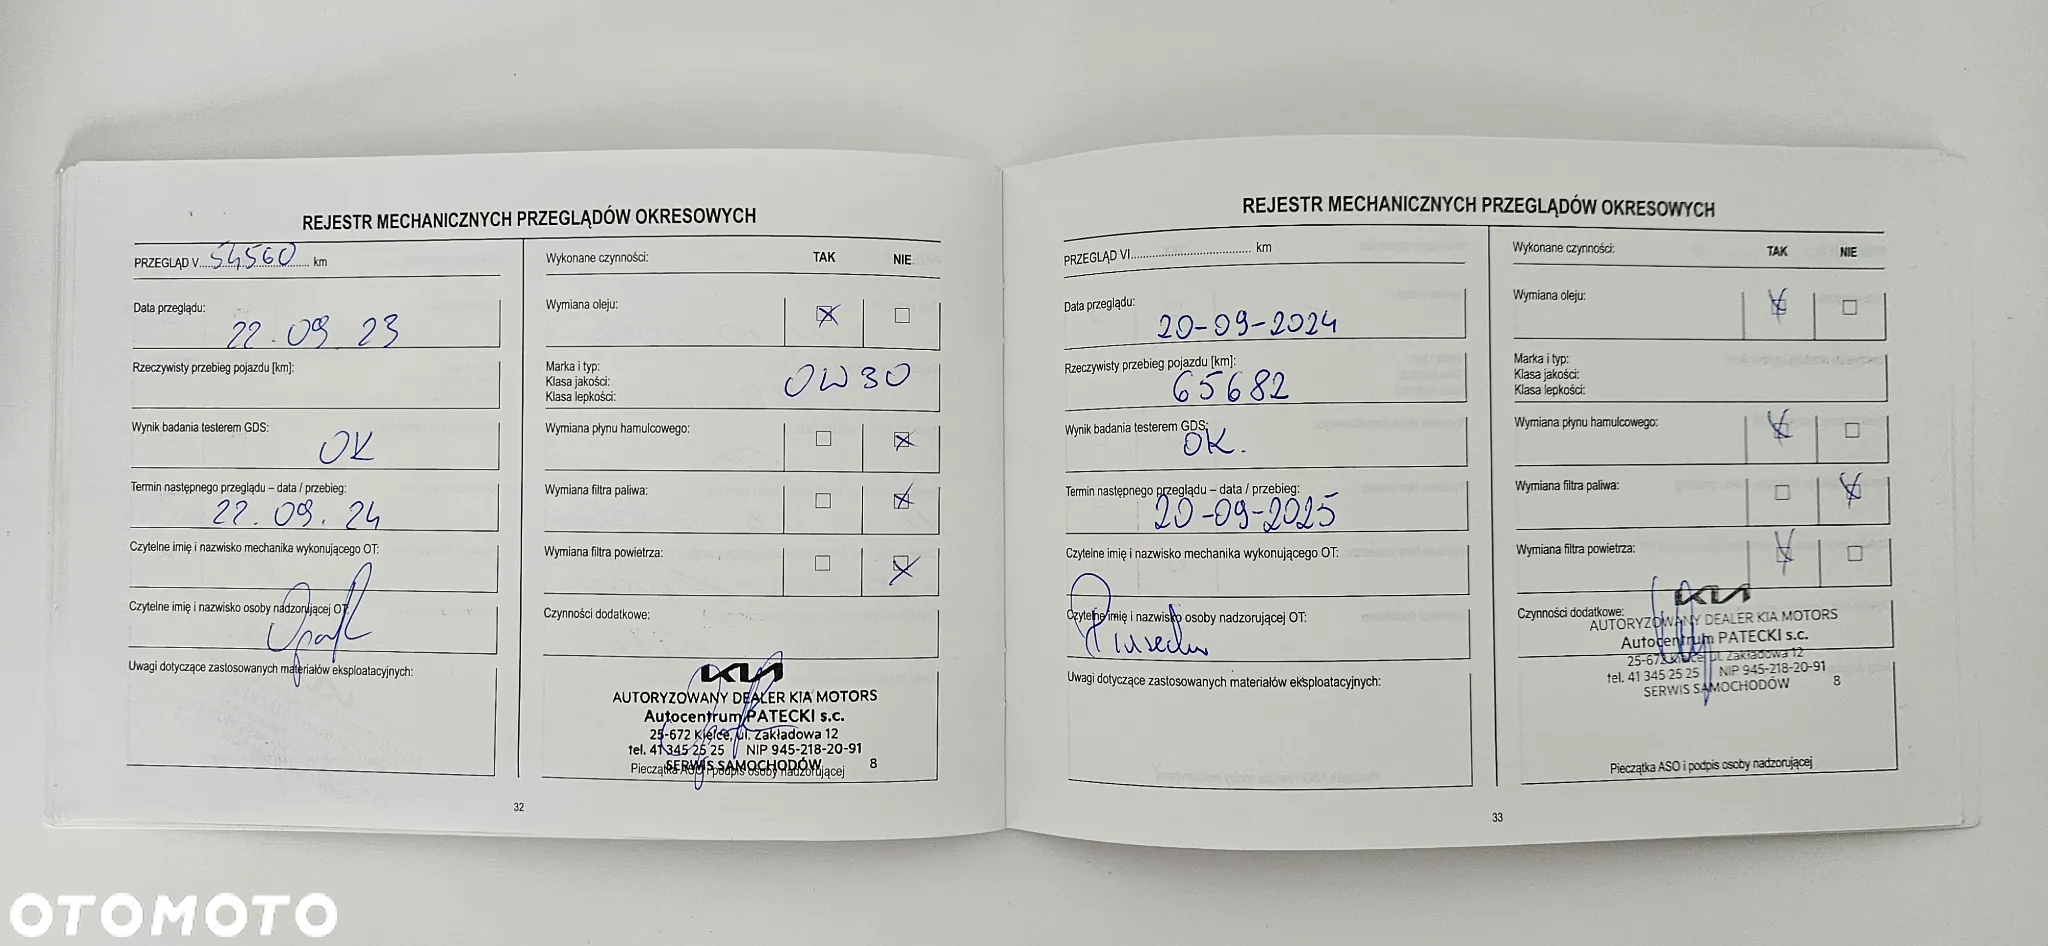 REJESTR MECHANICZNYCH PRZEGLĄDÓW OKRESOWYCH
PRZEGLĄD V....54560.... km
Data przeglądu:
22.09.23
Rzeczywisty przebieg pojazdu [km]:
Wynik badania testerem GDS:
OK
Termin następnego przeglądu – data / przebieg:
22.09.24
Czytelne imię i nazwisko mechanika wykonującego OT:
Czytelne imię i nazwisko osoby nadzorującej OT:
Uwagi dotyczące zastosowanych materiałów eksploatacyjnych:
Wykonane czynności: TAK NIE
Wymiana oleju:
Marka i typ:
Klasa jakości: 0W30
Klasa lepkości:
Wymiana płynu hamulcowego:
Wymiana filtra paliwa:
Wymiana filtra powietrza:
Czynności dodatkowe:
KIA
AUTORYZOWANY DEALER KIA MOTORS
Autocentrum PATECKI s.c.
25-672 Kielce, ul. Zakładowa 12
tel. 41 345 25 25 NIP 945-218-20-91
SERWIS SAMOCHODÓW 8
Pieczątka ASO i podpis osoby nadzorującej
32
REJESTR MECHANICZNYCH PRZEGLĄDÓW OKRESOWYCH
PRZEGLĄD VI.................................... km
Data przeglądu:
20-09-2024
Rzeczywisty przebieg pojazdu [km]:
65682
Wynik badania testerem GDS:
OK.
Termin następnego przeglądu – data / przebieg:
20-09-2025
Czytelne imię i nazwisko mechanika wykonującego OT:
Czytelne imię i nazwisko osoby nadzorującej OT:
Uwagi dotyczące zastosowanych materiałów eksploatacyjnych:
Wykonane czynności: TAK NIE
Wymiana oleju:
Marka i typ:
Klasa jakości:
Klasa lepkości:
Wymiana płynu hamulcowego:
Wymiana filtra paliwa:
Wymiana filtra powietrza:
Czynności dodatkowe:
KIA
AUTORYZOWANY DEALER KIA MOTORS
Autocentrum PATECKI s.c.
25-672 Kielce, ul. Zakładowa 12
tel. 41 345 25 25 NIP 945-218-20-91
SERWIS SAMOCHODÓW 8
Pieczątka ASO i podpis osoby nadzorującej
33
OTOMOTO